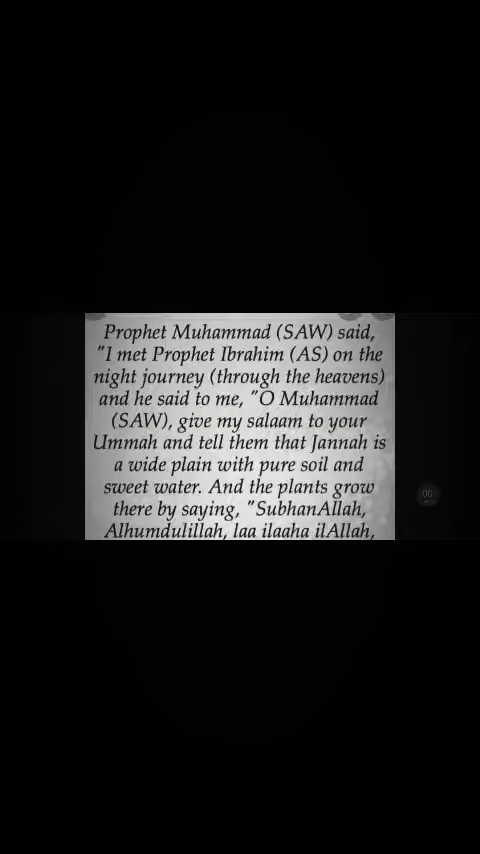 Prophet Muhammad (SAW) said,
"I met Prophet Ibrahim (AS) on the
night journey (through the heavens)
and he said to me, "O Muhammad
(SAW), give my salaam to your
Ummah and tell them that Jannah is
a wide plain with pure soil and
sweet water. And the plants grow
there by saying, "SubhanAllah,
Alhumdulillah, laa ilaaha ilAllah,